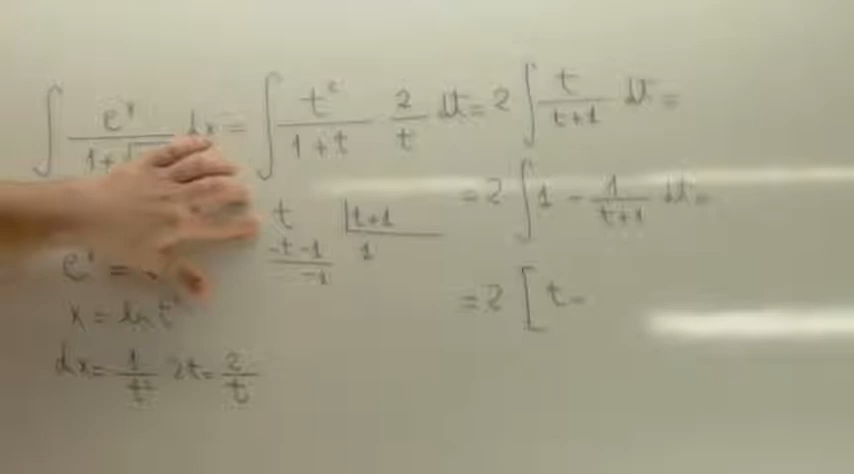 ∫ eˣ / 1+√ dx = ∫ t² / 1+t · 2/t dt = 2 ∫ t / t+1 dt =
= 2 ∫ 1 - 1 / t+1 dt =
t | t+1
-t -1 | 1
-1
eˣ =
= 2 [ t -
x = ln t²
dx = 1/t² 2t = 2/t